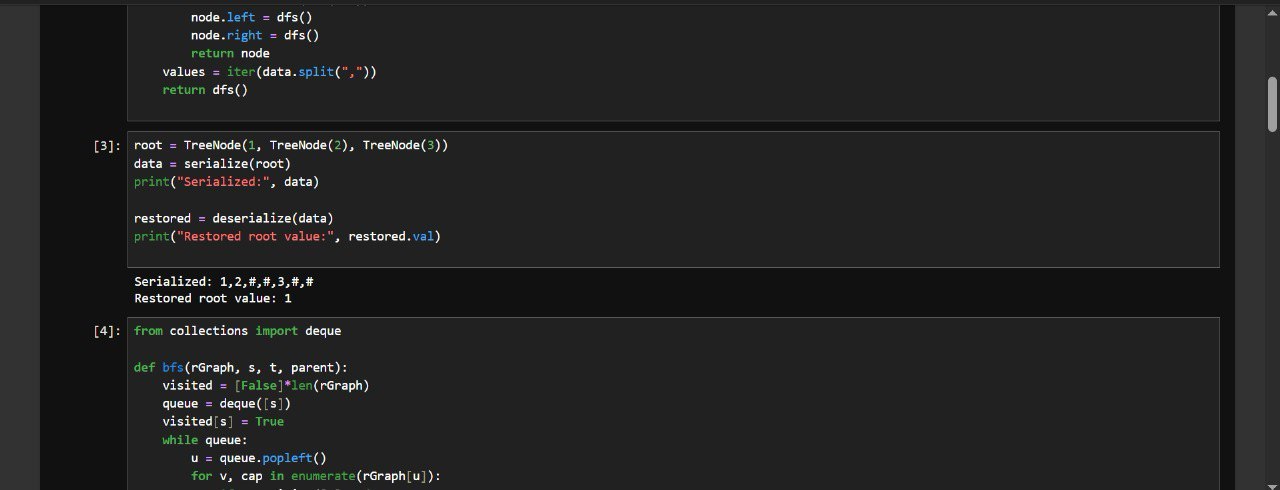 node.left = dfs()
        node.right = dfs()
        return node
    values = iter(data.split(","))
    return dfs()
[3]: root = TreeNode(1, TreeNode(2), TreeNode(3))
data = serialize(root)
print("Serialized:", data)
restored = deserialize(data)
print("Restored root value:", restored.val)
Serialized: 1,2,#,#,3,#,#
Restored root value: 1
[4]: from collections import deque
def bfs(rGraph, s, t, parent):
    visited = [False]*len(rGraph)
    queue = deque([s])
    visited[s] = True
    while queue:
        u = queue.popleft()
        for v, cap in enumerate(rGraph[u]):